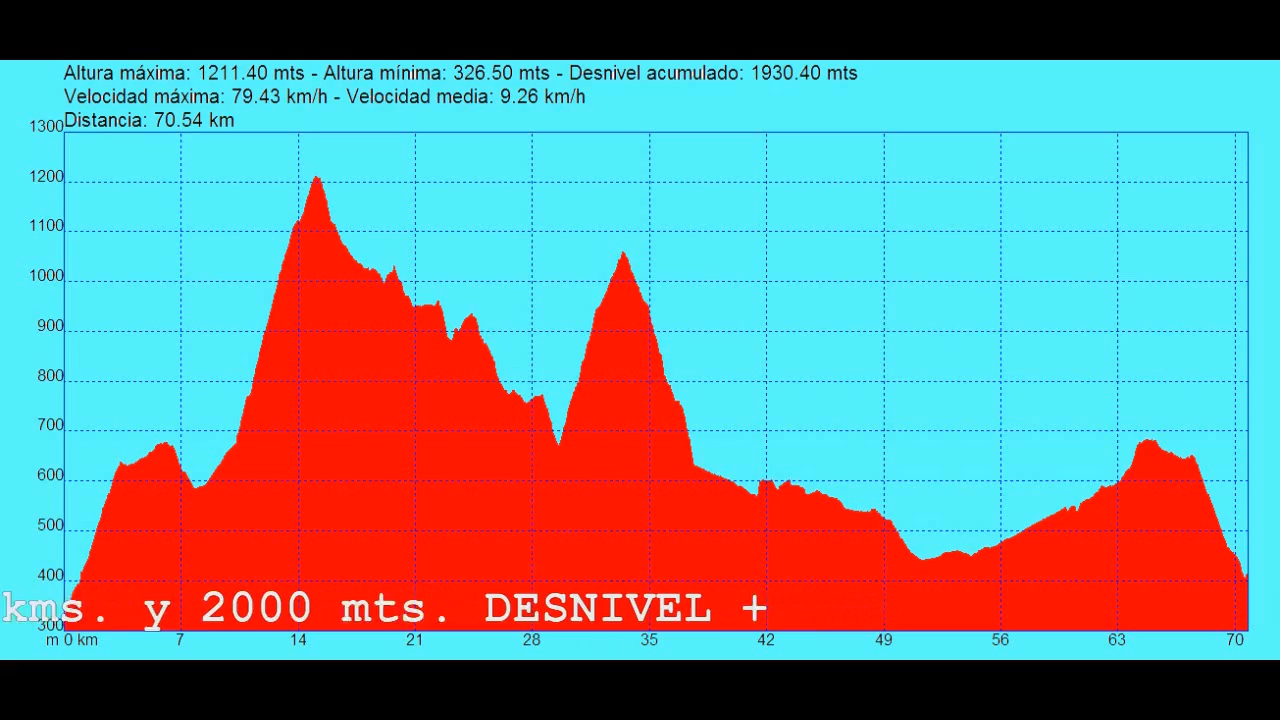 Altura máxima: 1211.40 mts - Altura mínima: 326.50 mts - Desnivel acumulado: 1930.40 mts
Velocidad máxima: 79.43 km/h - Velocidad media: 9.26 km/h
Distancia: 70.54 km
1300
1200
1100
1000
900
800
700
600
500
400
kms. y 2000 mts. DESNIVEL +
300
m 0 km 7 14 21 28 35 42 49 56 63 70